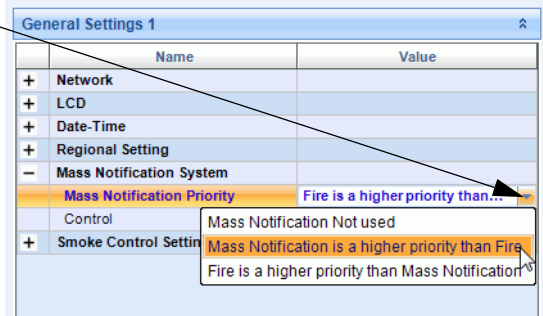 General Settings 1
Name Value
+ Network
+ LCD
+ Date-Time
+ Regional Setting
− Mass Notification System
Mass Notification Priority Fire is a higher priority than...
Control
Mass Notification Not used
+ Smoke Control Settin
Mass Notification is a higher priority than Fire
Fire is a higher priority than Mass Notification